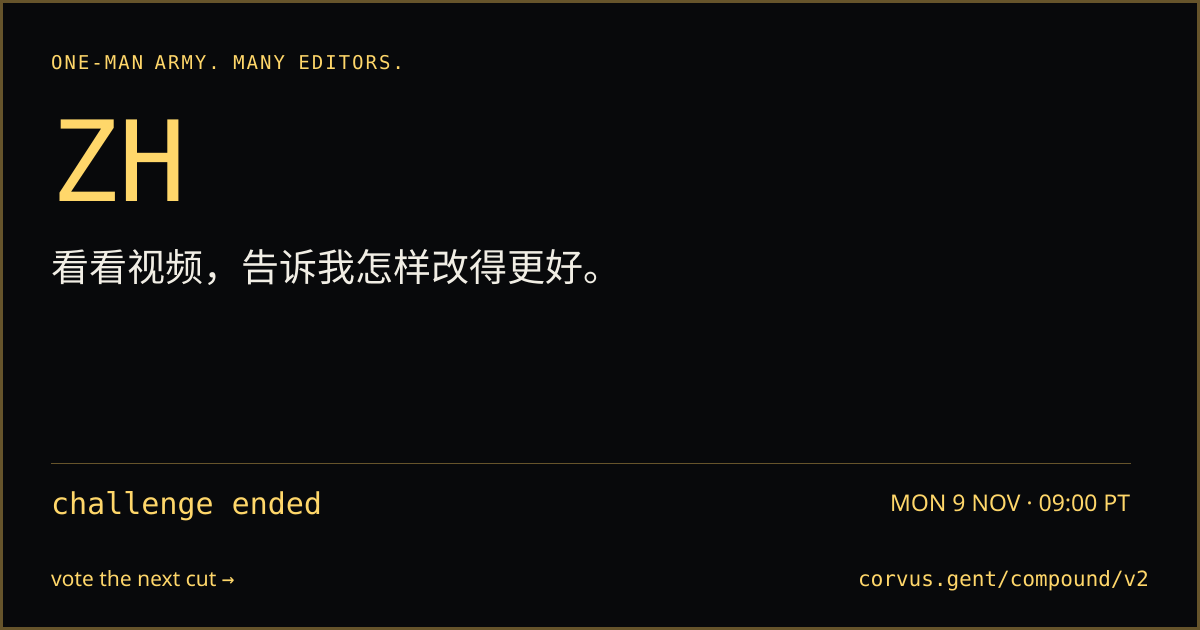 ONE-MAN ARMY. MANY EDITORS.
ZH
看看视频，告诉我怎样改得更好。
challenge ended
MON 9 NOV · 09:00 PT
vote the next cut →
corvus.gent/compound/v2